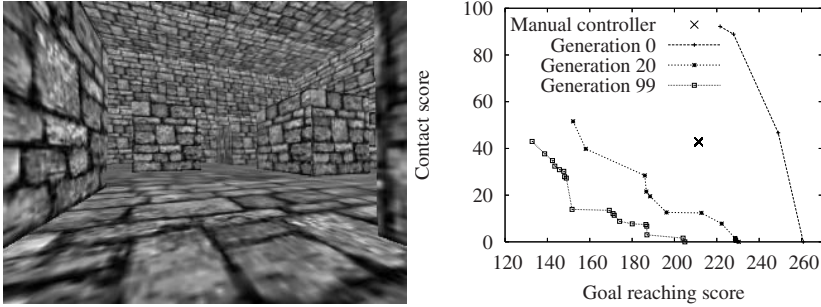 100
80
60
40
20
0
Contact score
Manual controller
Generation 0
Generation 20
Generation 99
120 140 160 180 200 220 240 260
Goal reaching score